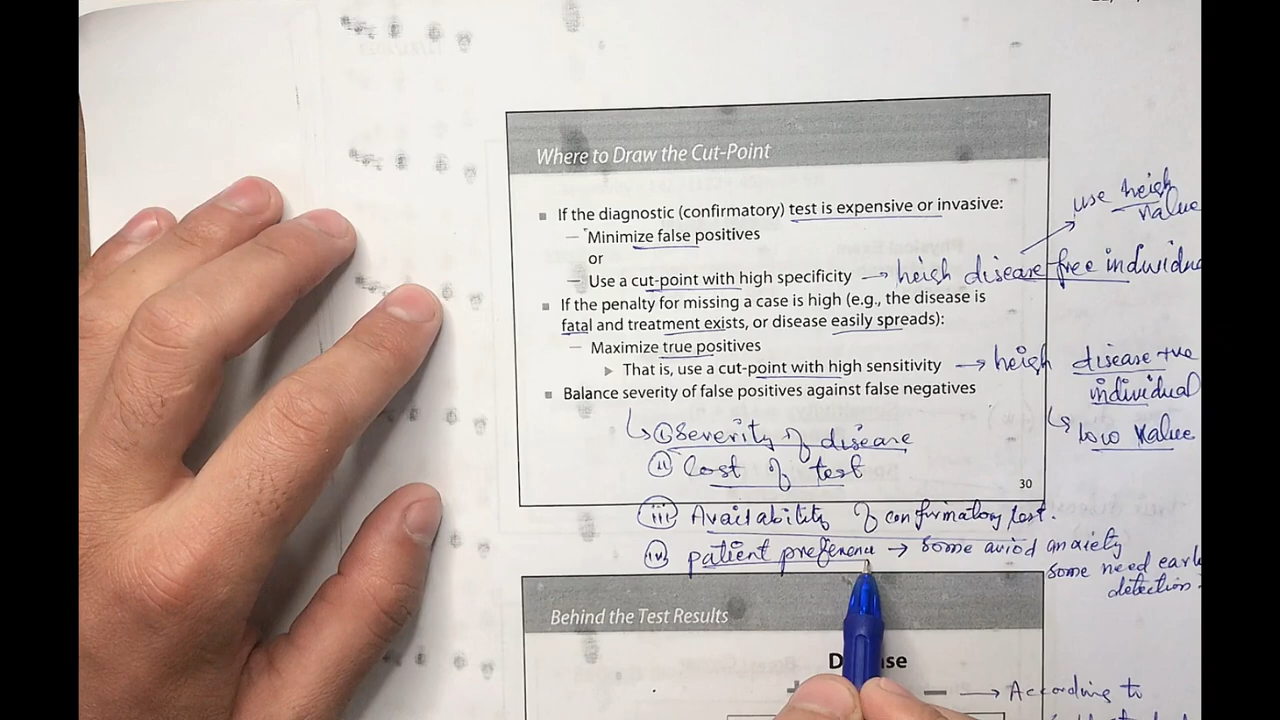 Where to Draw the Cut-Point
use heigh
value
If the diagnostic (confirmatory) test is expensive or invasive:
— Minimize false positives
or
— Use a cut-point with high specificity → heigh disease free individua
If the penalty for missing a case is high (e.g., the disease is
fatal and treatment exists, or disease easily spreads):
— Maximize true positives
That is, use a cut-point with high sensitivity → heigh disease +ve
individual
↳ low value
Balance severity of false positives against false negatives
↳ (i) Severity of disease
(ii) Cost of test
30
(iii) Availability of confirmatory test.
(iv) patient preference → some aviod anxiety
some need earl
detection.
Behind the Test Results
D se
+ — → According to